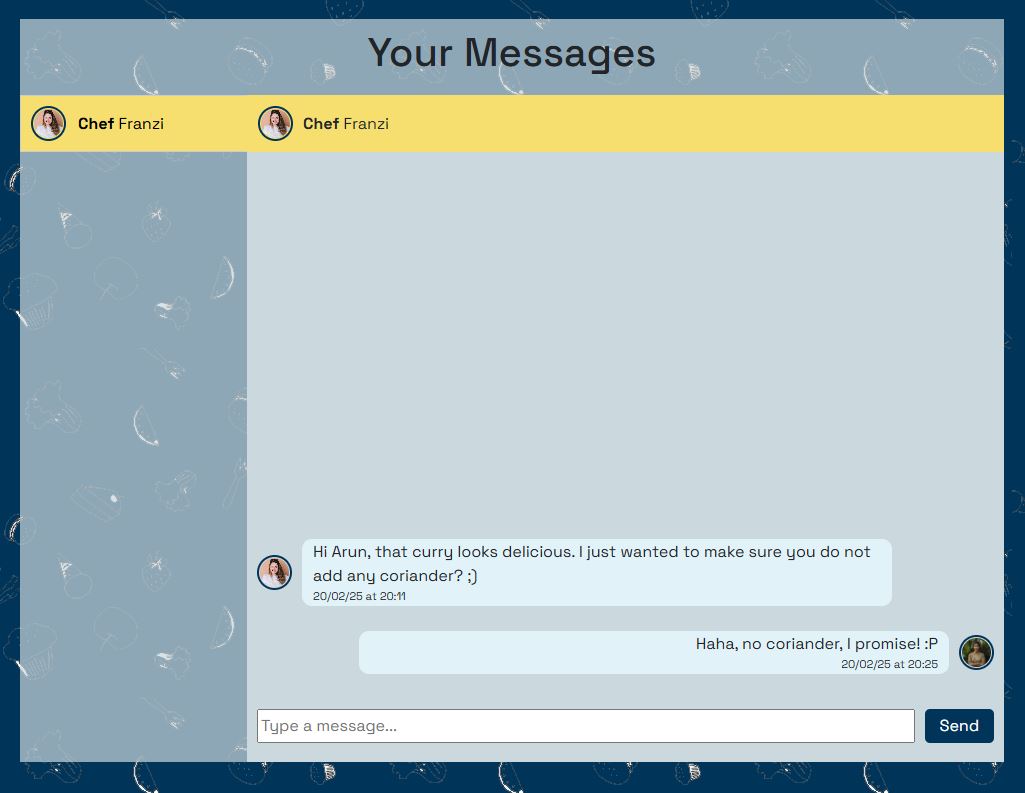 Your Messages
Chef Franzi
Chef Franzi
Hi Arun, that curry looks delicious. I just wanted to make sure you do not
add any coriander? ;)
20/02/25 at 20:11
Haha, no coriander, I promise! :P
20/02/25 at 20:25
Type a message...
Send